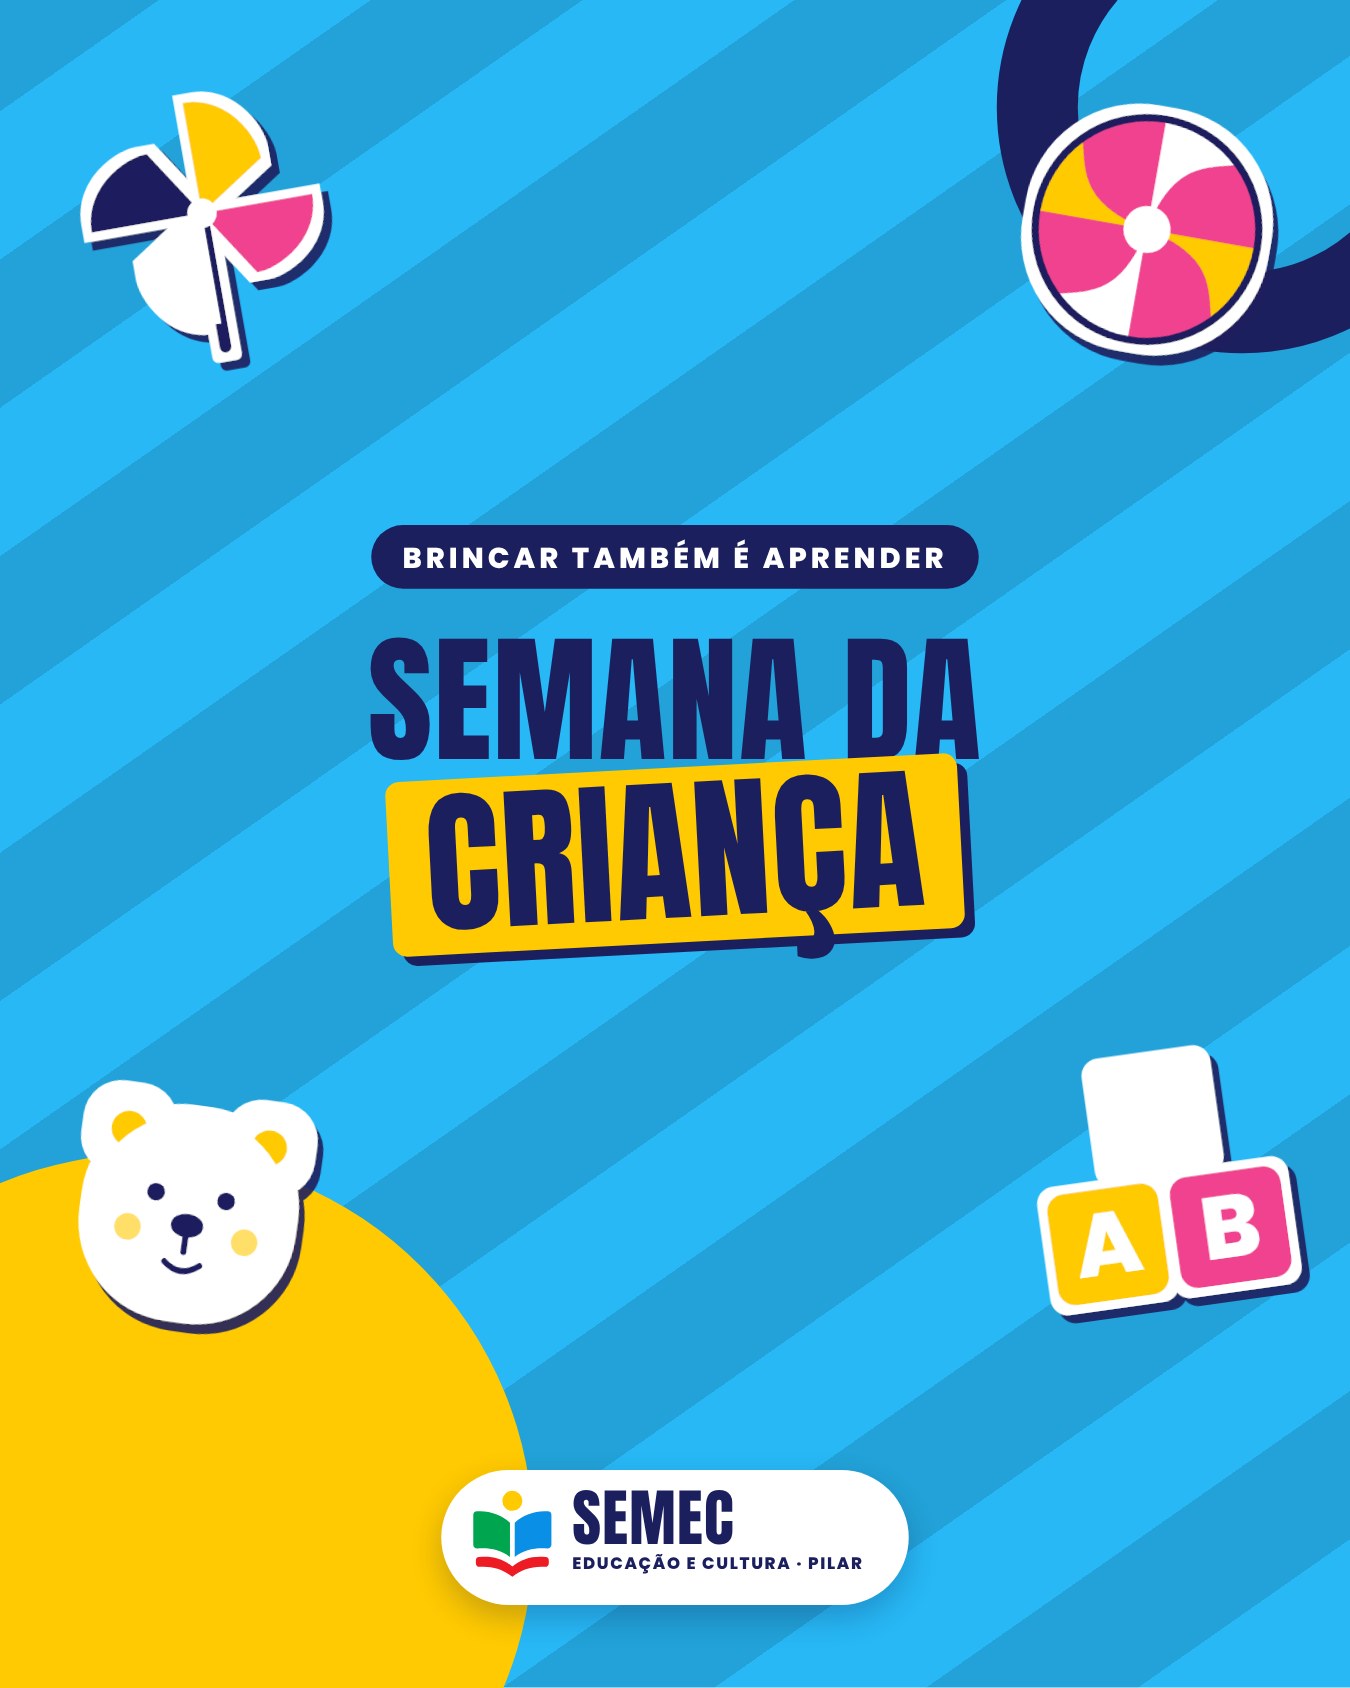 BRINCAR TAMBÉM É APRENDER
SEMANA DA
CRIANÇA
A B
SEMEC
EDUCAÇÃO E CULTURA · PILAR